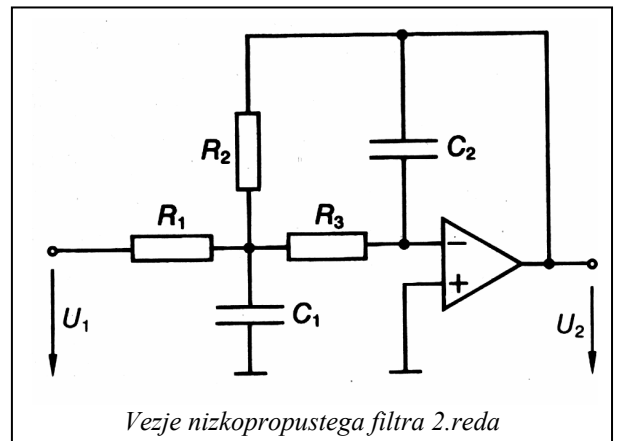 R₂
C₂
R₁
R₃
−
+
C₁
U₁
U₂
Vezje nizkopropustega filtra 2.reda